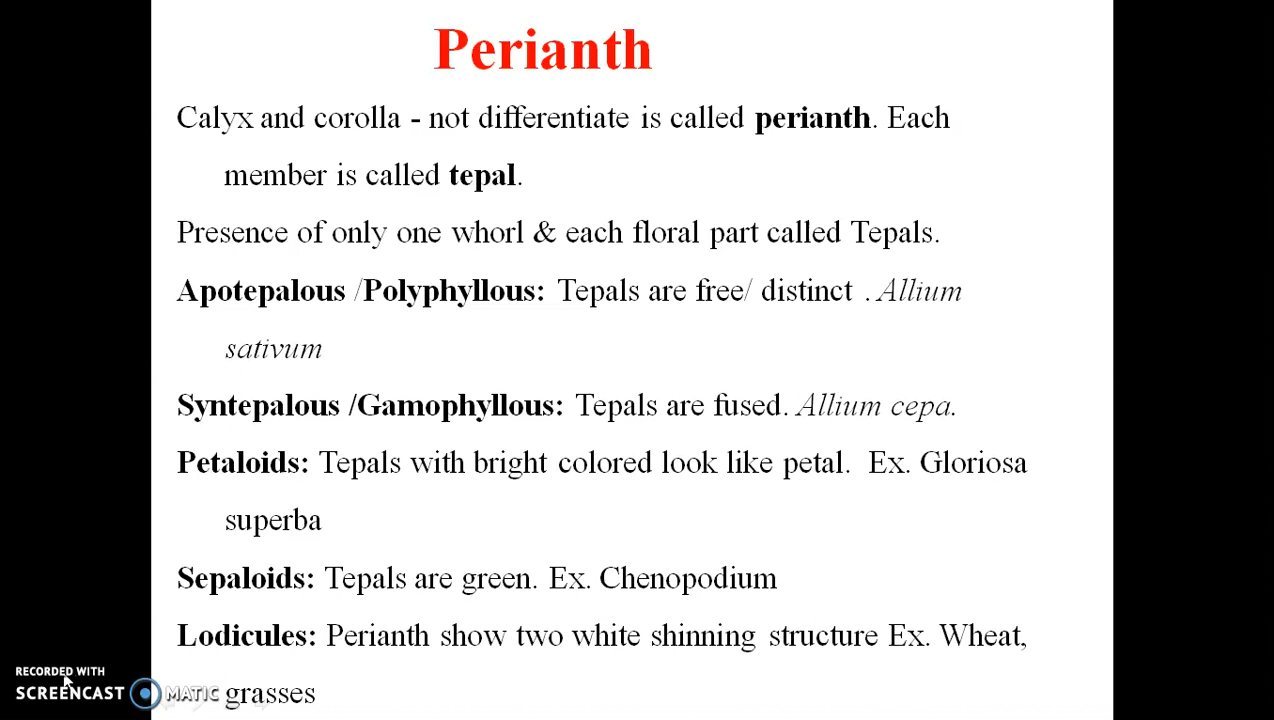 Perianth
Calyx and corolla - not differentiate is called perianth. Each
member is called tepal.
Presence of only one whorl & each floral part called Tepals.
Apotepalous /Polyphyllous: Tepals are free/ distinct . Allium
sativum
Syntepalous /Gamophyllous: Tepals are fused. Allium cepa.
Petaloids: Tepals with bright colored look like petal. Ex. Gloriosa
superba
Sepaloids: Tepals are green. Ex. Chenopodium
Lodicules: Perianth show two white shinning structure Ex. Wheat,
grasses
RECORDED WITH
SCREENCAST MATIC